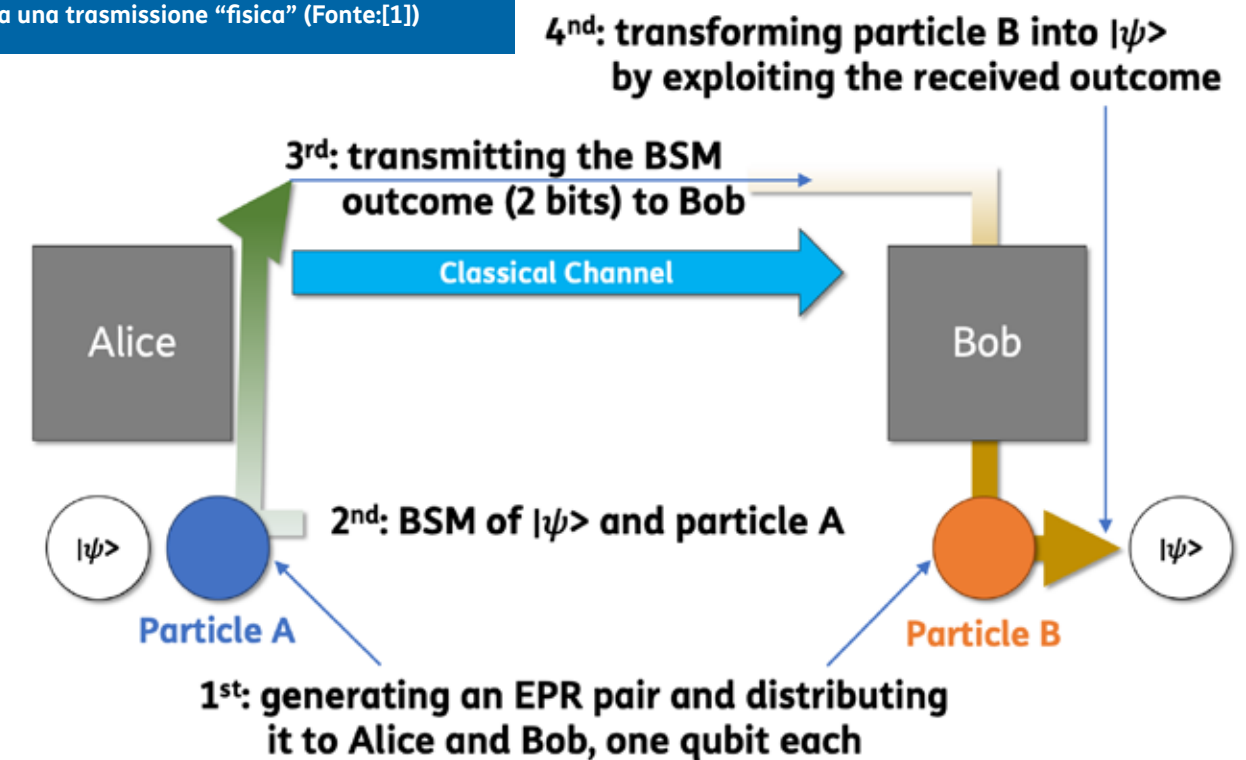 a una trasmissione “fisica” (Fonte:[1])
4nd: transforming particle B into |ψ>
by exploiting the received outcome
3rd: transmitting the BSM
outcome (2 bits) to Bob
Classical Channel
Alice
Bob
2nd: BSM of |ψ> and particle A
|ψ>
|ψ>
Particle A
Particle B
1st: generating an EPR pair and distributing
it to Alice and Bob, one qubit each